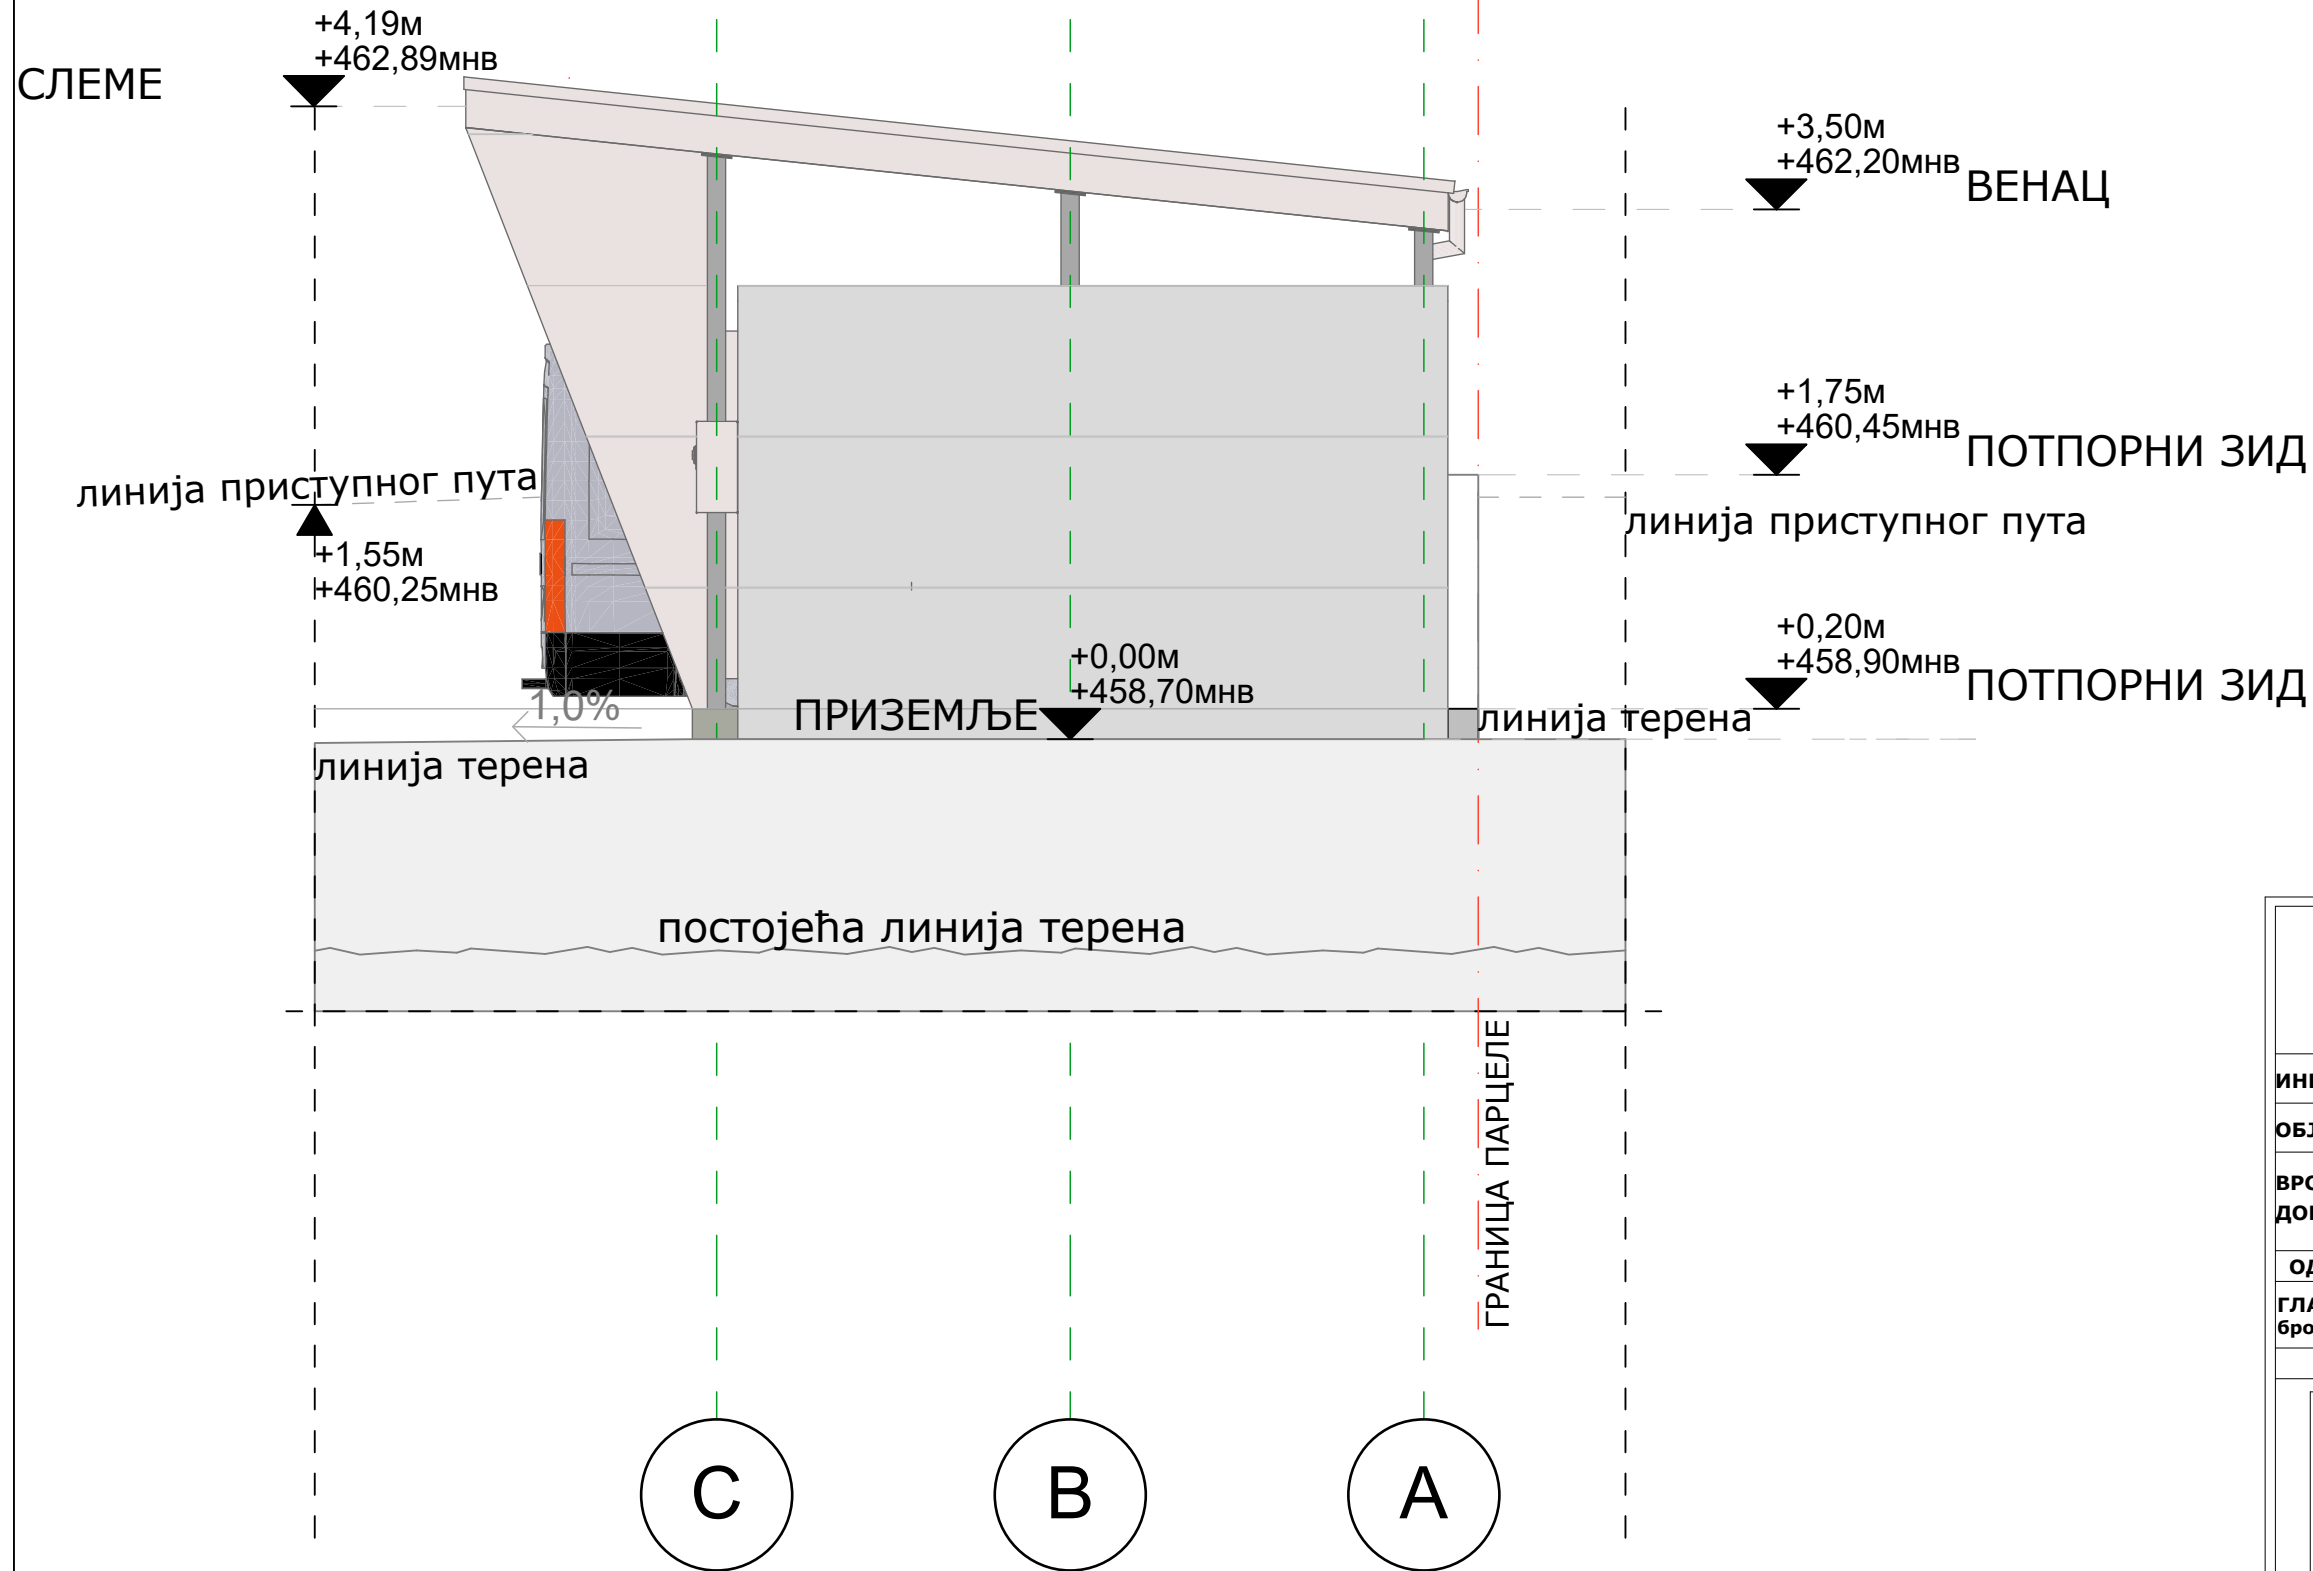 +4,19м
+462,89мнв
СЛЕМЕ
+3,50м
+462,20мнв
ВЕНАЦ
+1,75м
+460,45мнв
ПОТПОРНИ ЗИД
линија приступног пута
линија приступног пута
+1,55м
+460,25мнв
+0,20м
+458,90мнв
ПОТПОРНИ ЗИД
+0,00м
+458,70мнв
ПРИЗЕМЉЕ
1,0%
линија терена
линија терена
постојећа линија терена
ГРАНИЦА ПАРЦЕЛЕ
C
B
A